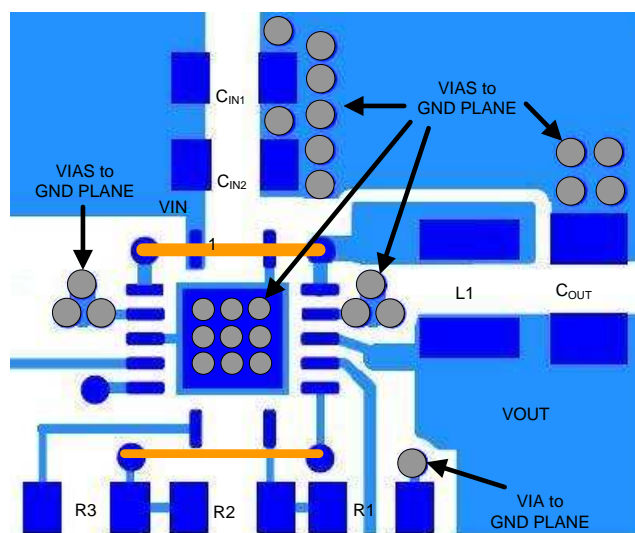 CIN1
VIAS to
GND PLANE
VIAS to
GND PLANE
CIN2
VIN
1
L1
COUT
VOUT
R3
R2
R1
VIA to
GND PLANE